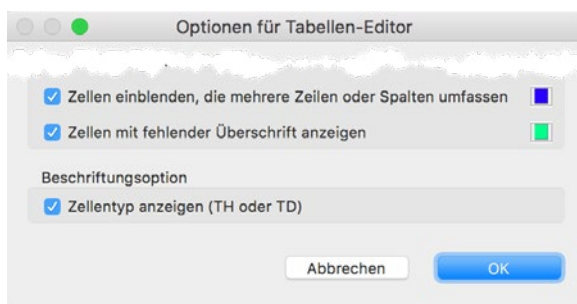 Optionen für Tabellen-Editor
Zellen einblenden, die mehrere Zeilen oder Spalten umfassen
Zellen mit fehlender Überschrift anzeigen
Beschriftungsoption
Zellentyp anzeigen (TH oder TD)
Abbrechen
OK